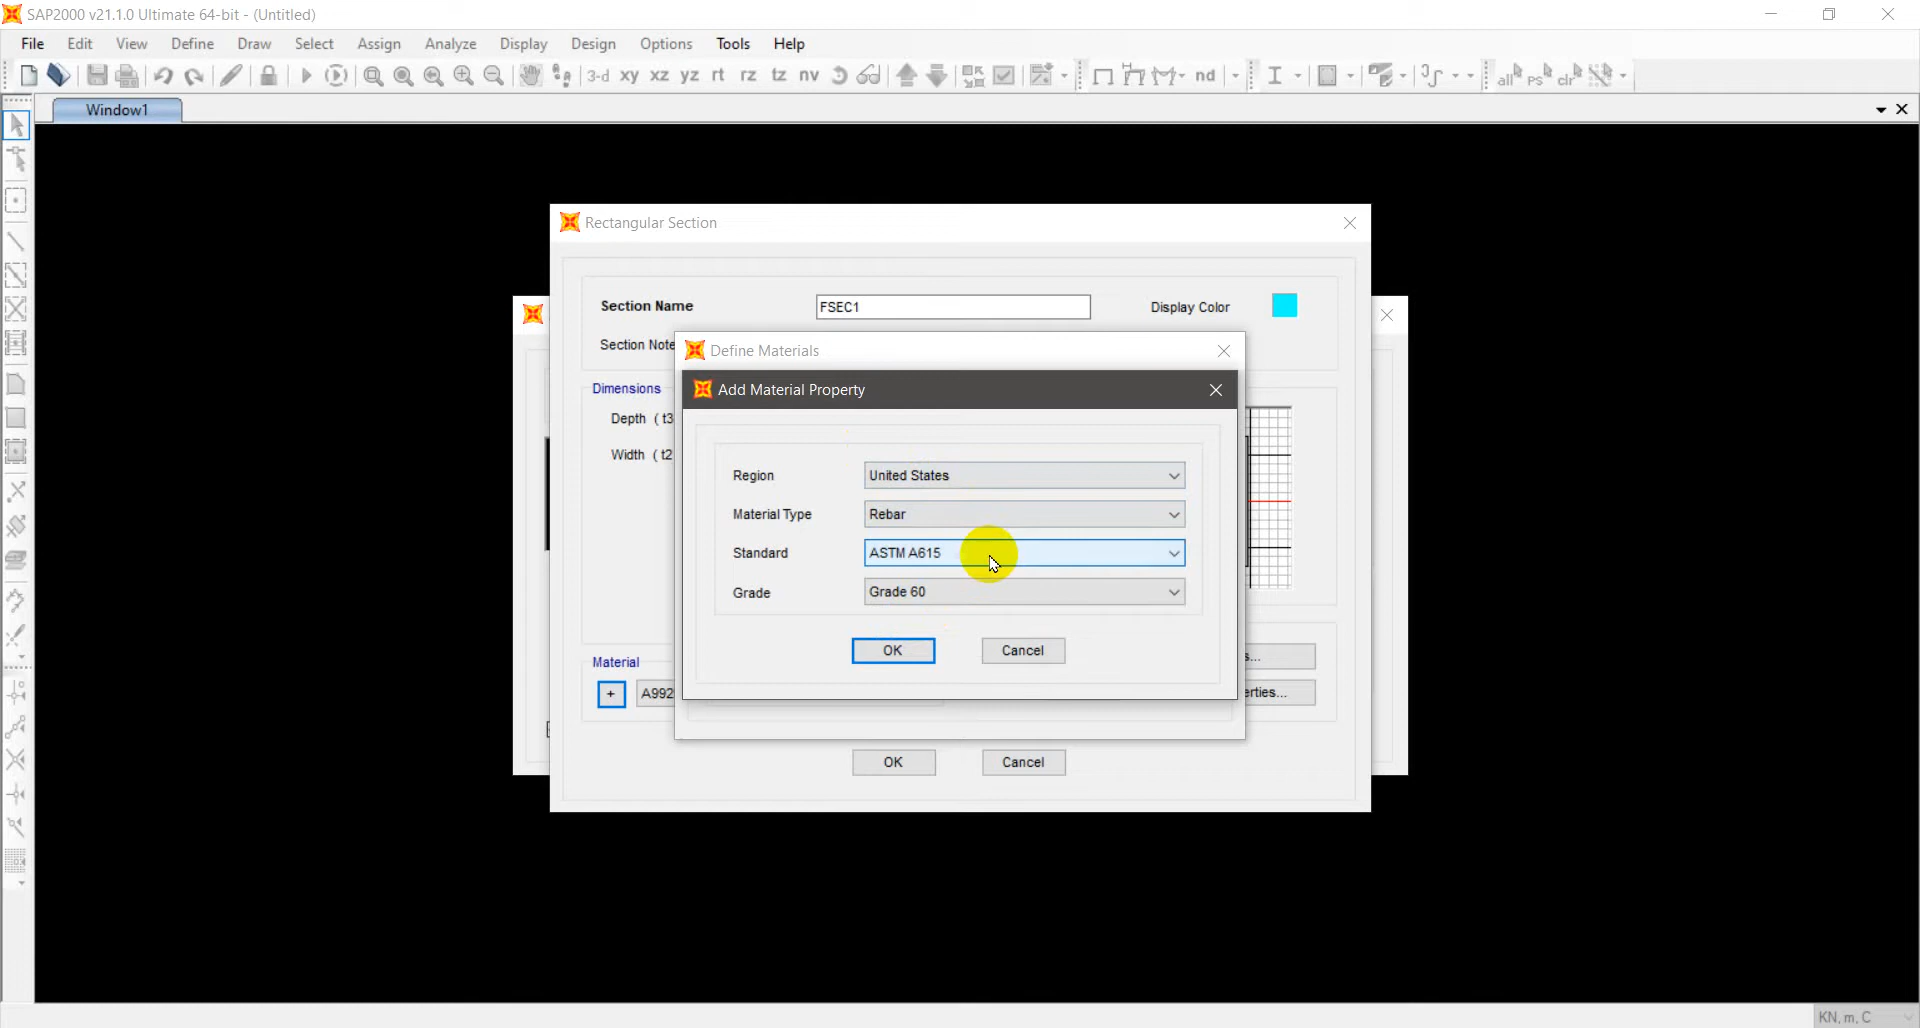 SAP2000 v21.1.0 Ultimate 64-bit - (Untitled)
File Edit View Define Draw Select Assign Analyze Display Design Options Tools Help
3-d xy xz yz rt rz tz nv nd all PS clr
Window1
Rectangular Section
Section Name FSEC1 Display Color
Section Note
Define Materials
Dimensions
Add Material Property
Depth ( t3
Width ( t2
Region United States
Material Type Rebar
Standard ASTM A615
Grade Grade 60
OK Cancel
Material
s...
+ A992
erties...
OK Cancel
KN, m, C